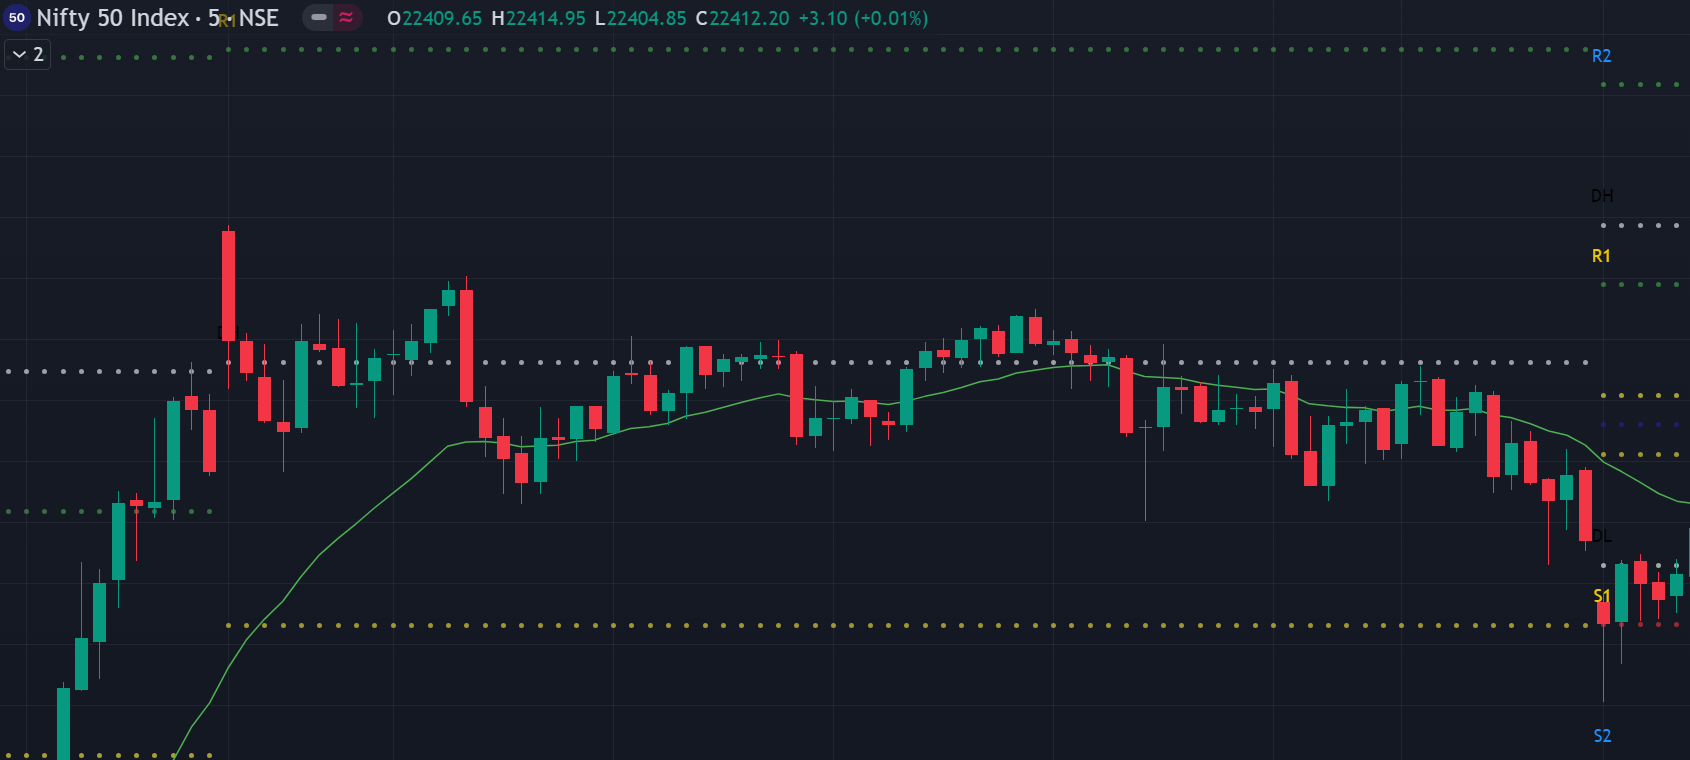 50 Nifty 50 Index · 5 · NSE O22409.65 H22414.95 L22404.85 C22412.20 +3.10 (+0.01%)
R1
2
R2
DH
R1
DL
S1
S2